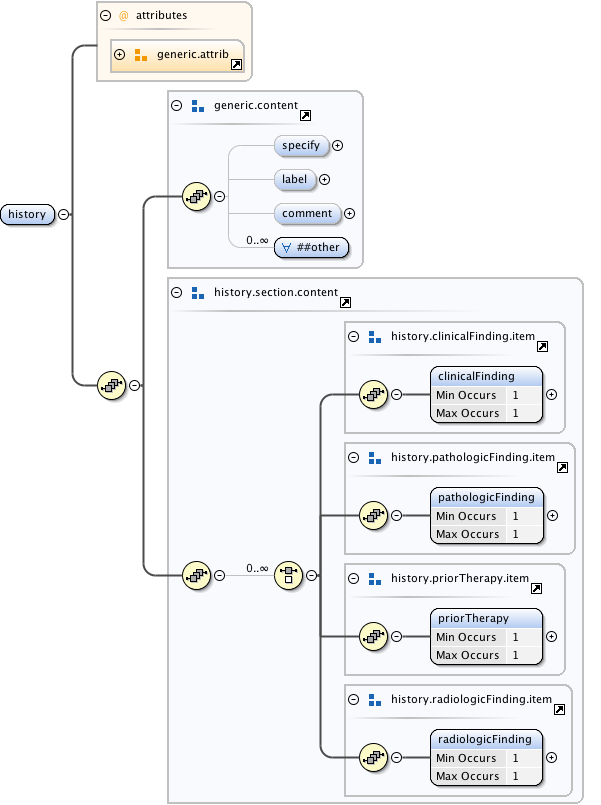 @ attributes
generic.attrib
generic.content
specify
label
history
comment
0..∞
∀ ##other
history.section.content
history.clinicalFinding.item
clinicalFinding
Min Occurs 1
Max Occurs 1
history.pathologicFinding.item
pathologicFinding
Min Occurs 1
Max Occurs 1
0..∞
history.priorTherapy.item
priorTherapy
Min Occurs 1
Max Occurs 1
history.radiologicFinding.item
radiologicFinding
Min Occurs 1
Max Occurs 1